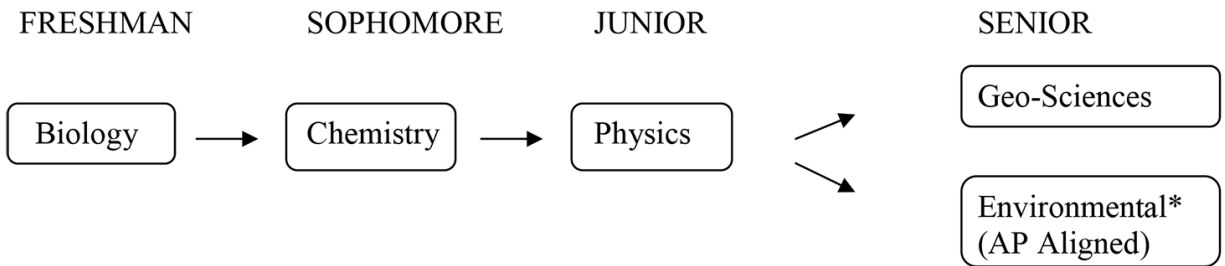 FRESHMAN SOPHOMORE JUNIOR SENIOR
Biology
Chemistry
Physics
Geo-Sciences
Environmental*
(AP Aligned)